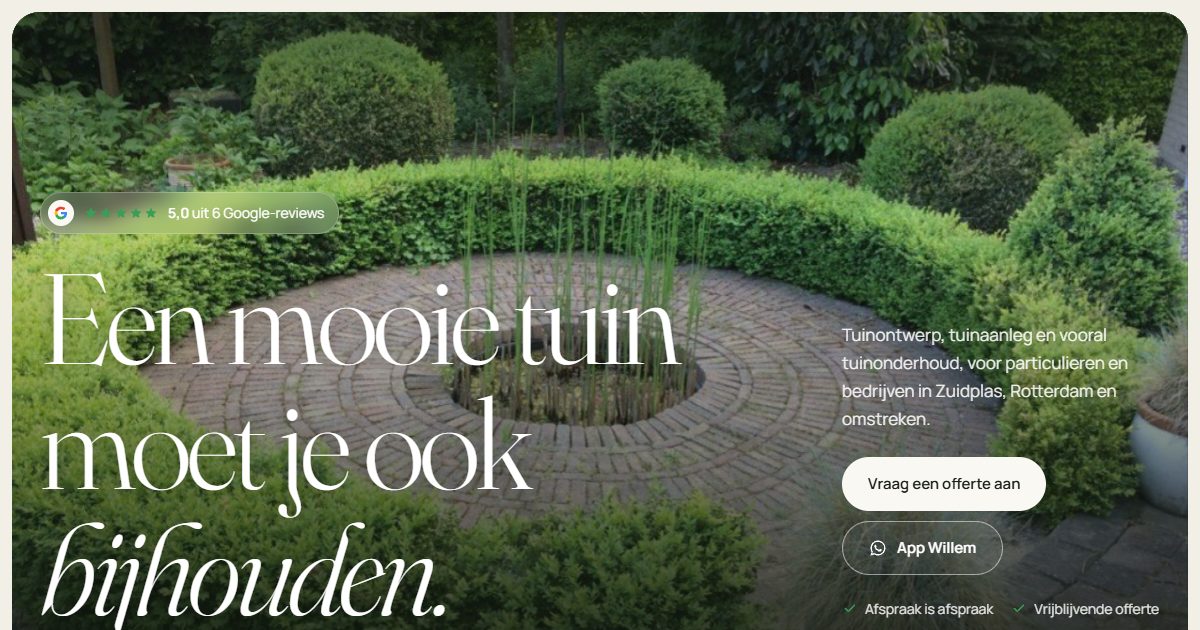 5,0 uit 6 Google-reviews
Een mooie tuin
moet je ook
bijhouden.
Tuinontwerp, tuinaanleg en vooral
tuinonderhoud, voor particulieren en
bedrijven in Zuidplas, Rotterdam en
omstreken.
Vraag een offerte aan
App Willem
Afspraak is afspraak
Vrijblijvende offerte